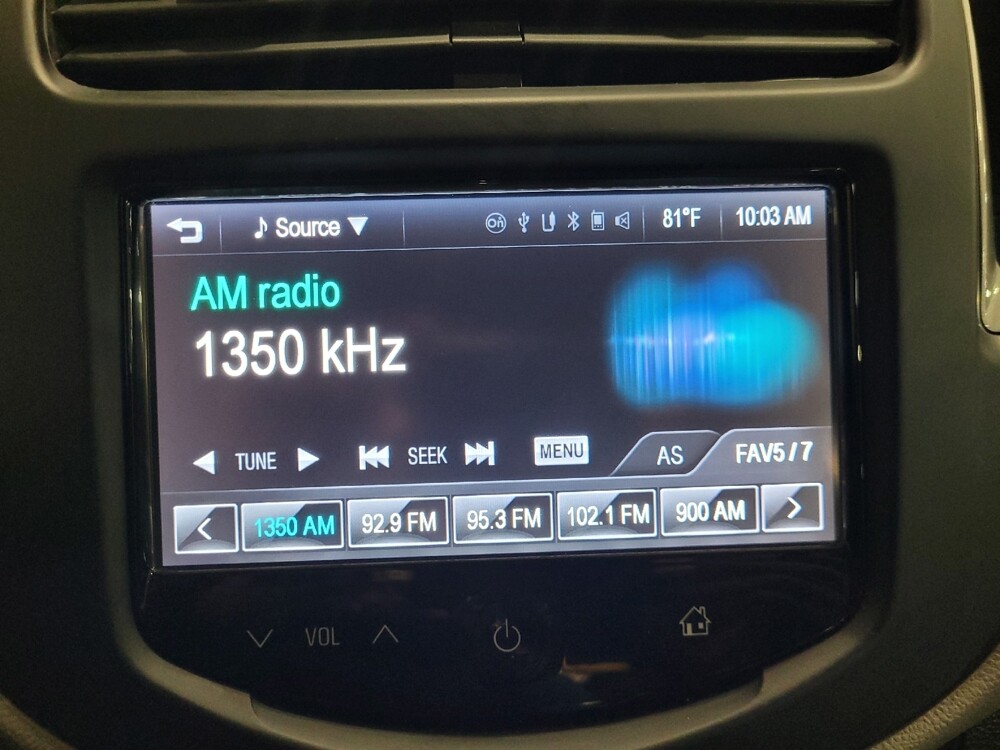 Source On 81°F 10:03 AM
AM radio
1350 kHz
TUNE SEEK MENU AS FAV5/7
1350 AM 92.9 FM 95.3 FM 102.1 FM 900 AM
VOL